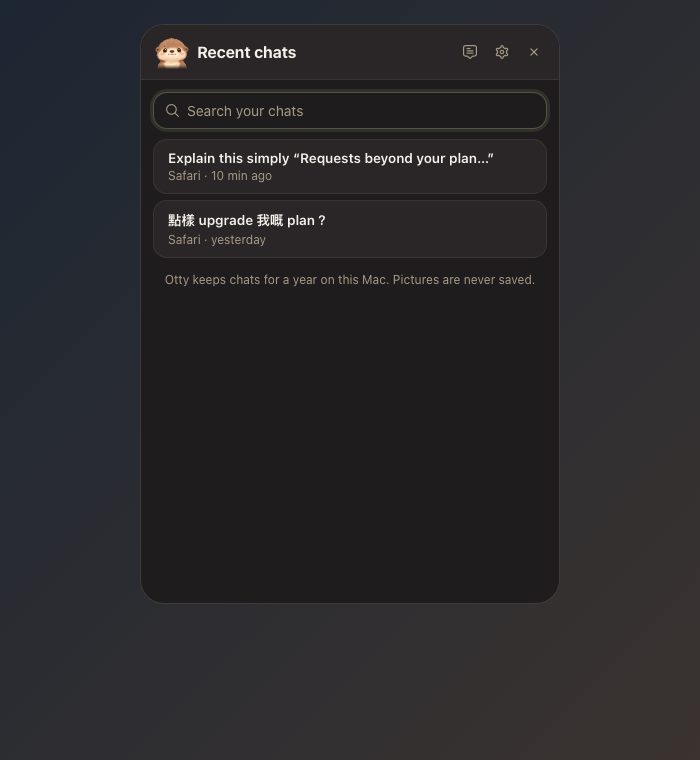 Recent chats
Search your chats
Explain this simply “Requests beyond your plan…”
Safari · 10 min ago
點樣 upgrade 我嘅 plan？
Safari · yesterday
Otty keeps chats for a year on this Mac. Pictures are never saved.